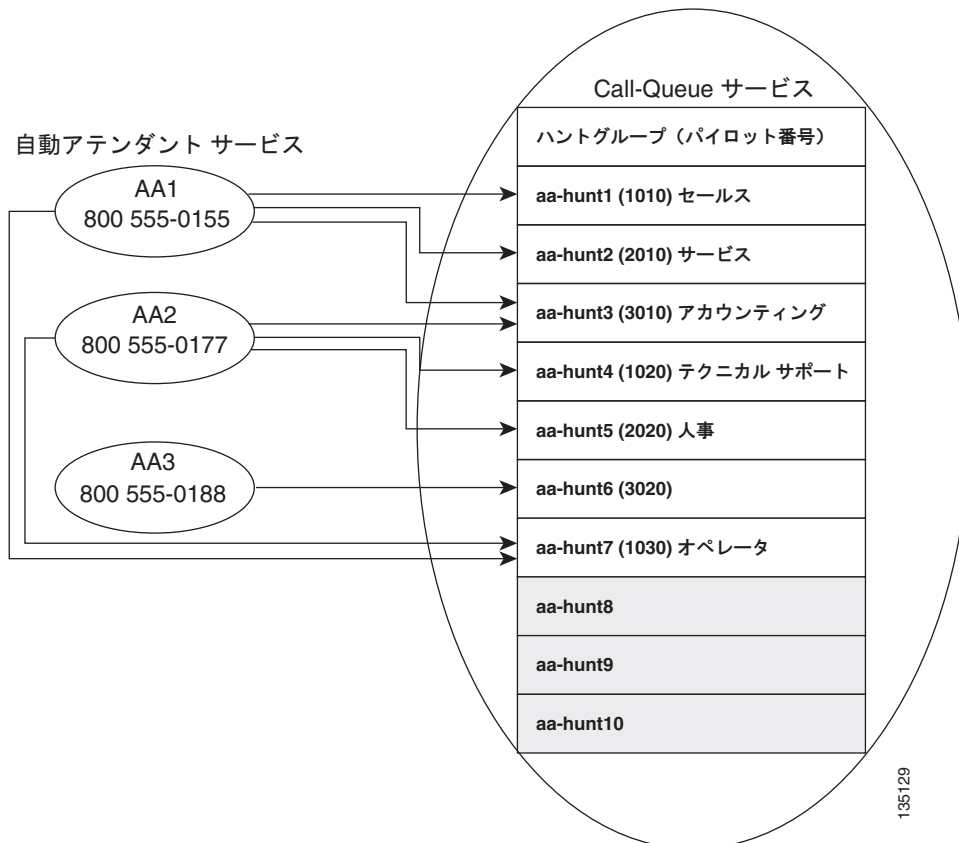 Call-Queue サービス
ハントグループ（パイロット番号）
自動アテンダント サービス
AA1
800 555-0155
AA2
800 555-0177
AA3
800 555-0188
aa-hunt1 (1010) セールス
aa-hunt2 (2010) サービス
aa-hunt3 (3010) アカウンティング
aa-hunt4 (1020) テクニカル サポート
aa-hunt5 (2020) 人事
aa-hunt6 (3020)
aa-hunt7 (1030) オペレータ
aa-hunt8
aa-hunt9
aa-hunt10
135129